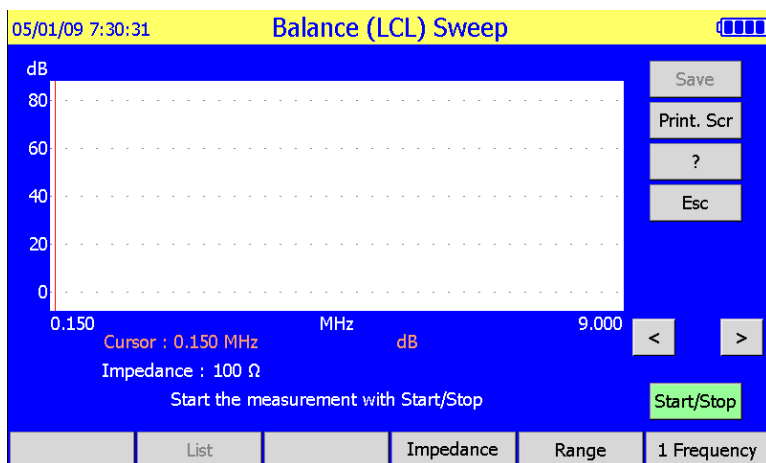 05/01/09 7:30:31 Balance (LCL) Sweep
dB
80
60
40
20
0
0.150 MHz 9.000
Cursor : 0.150 MHz dB
Impedance : 100 Ω
Start the measurement with Start/Stop
Save
Print. Scr
?
Esc
< >
Start/Stop
List Impedance Range 1 Frequency